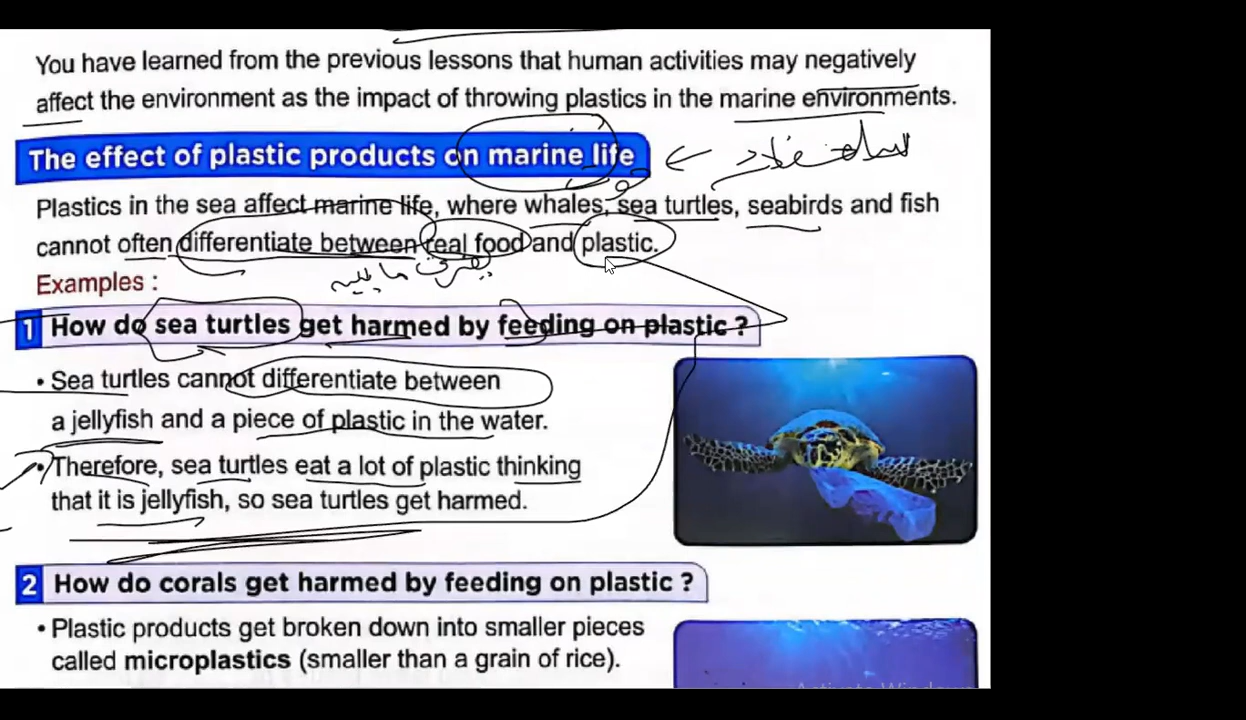 You have learned from the previous lessons that human activities may negatively
affect the environment as the impact of throwing plastics in the marine environments.
The effect of plastic products on marine life
Plastics in the sea affect marine life, where whales, sea turtles, seabirds and fish
cannot often differentiate between real food and plastic.
Examples :
1 How do sea turtles get harmed by feeding on plastic ?
• Sea turtles cannot differentiate between
a jellyfish and a piece of plastic in the water.
• Therefore, sea turtles eat a lot of plastic thinking
that it is jellyfish, so sea turtles get harmed.
2 How do corals get harmed by feeding on plastic ?
• Plastic products get broken down into smaller pieces
called microplastics (smaller than a grain of rice).